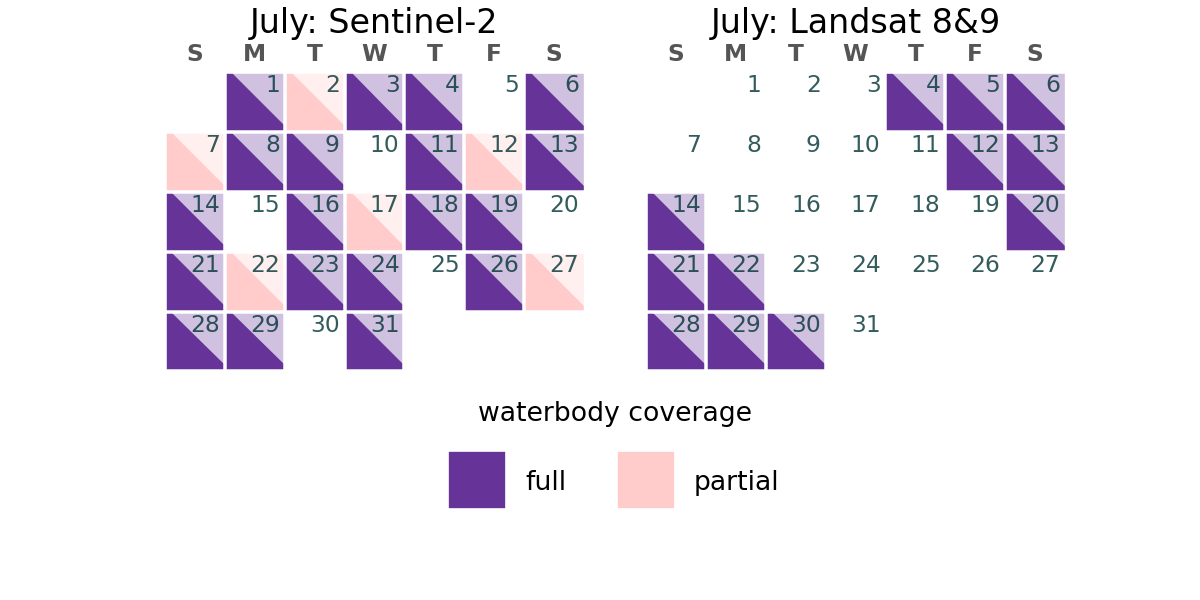 July: Sentinel-2
S M T W T F S
1 2 3 4 5 6
7 8 9 10 11 12 13
14 15 16 17 18 19 20
21 22 23 24 25 26 27
28 29 30 31
July: Landsat 8&9
S M T W T F S
1 2 3 4 5 6
7 8 9 10 11 12 13
14 15 16 17 18 19 20
21 22 23 24 25 26 27
28 29 30 31
waterbody coverage
full partial